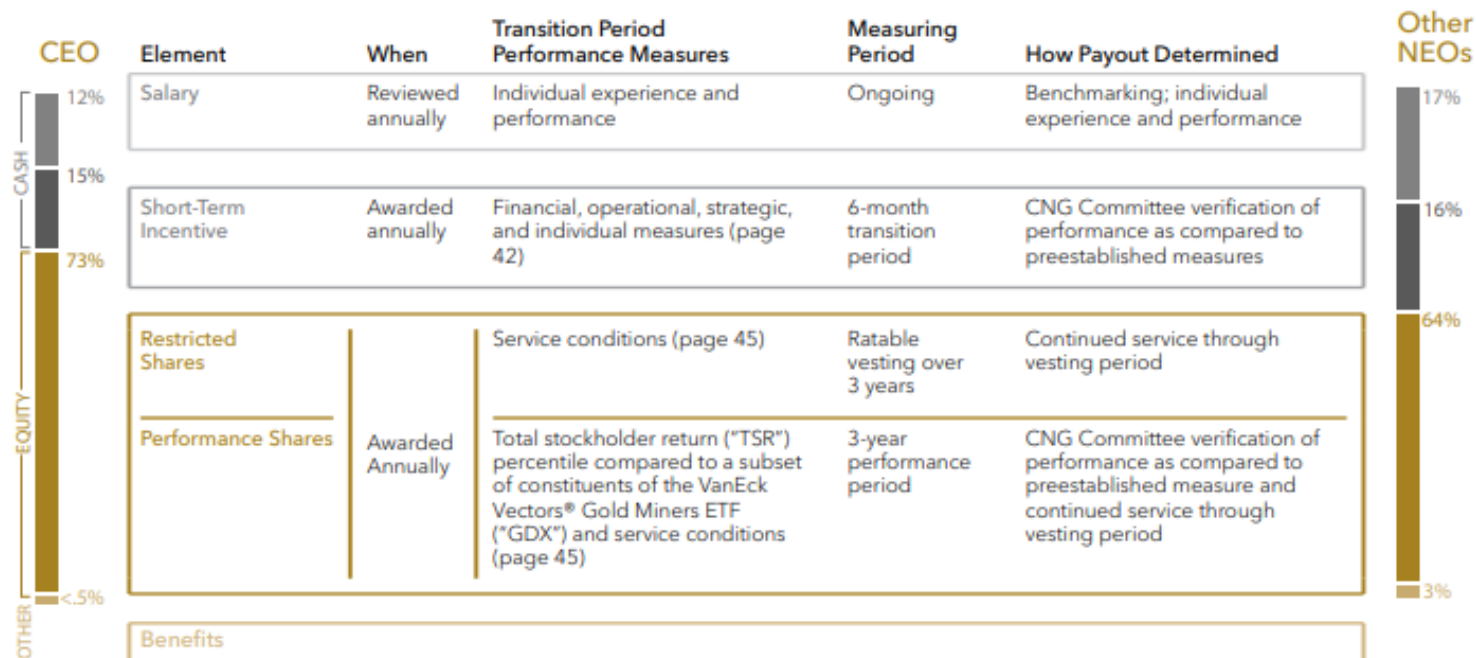 CEO
Element
When
Transition Period
Performance Measures
Measuring
Period
How Payout Determined
Other
NEOs
CASH
12%
15%
EQUITY
73%
OTHER
<.5%
Salary
Reviewed
annually
Individual experience and
performance
Ongoing
Benchmarking; individual
experience and performance
Short-Term
Incentive
Awarded
annually
Financial, operational, strategic,
and individual measures (page
42)
6-month
transition
period
CNG Committee verification of
performance as compared to
preestablished measures
Restricted
Shares
Service conditions (page 45)
Ratable
vesting over
3 years
Continued service through
vesting period
Performance Shares
Awarded
Annually
Total stockholder return ("TSR")
percentile compared to a subset
of constituents of the VanEck
Vectors® Gold Miners ETF
("GDX") and service conditions
(page 45)
3-year
performance
period
CNG Committee verification of
performance as compared to
preestablished measure and
continued service through
vesting period
Benefits
17%
16%
64%
3%